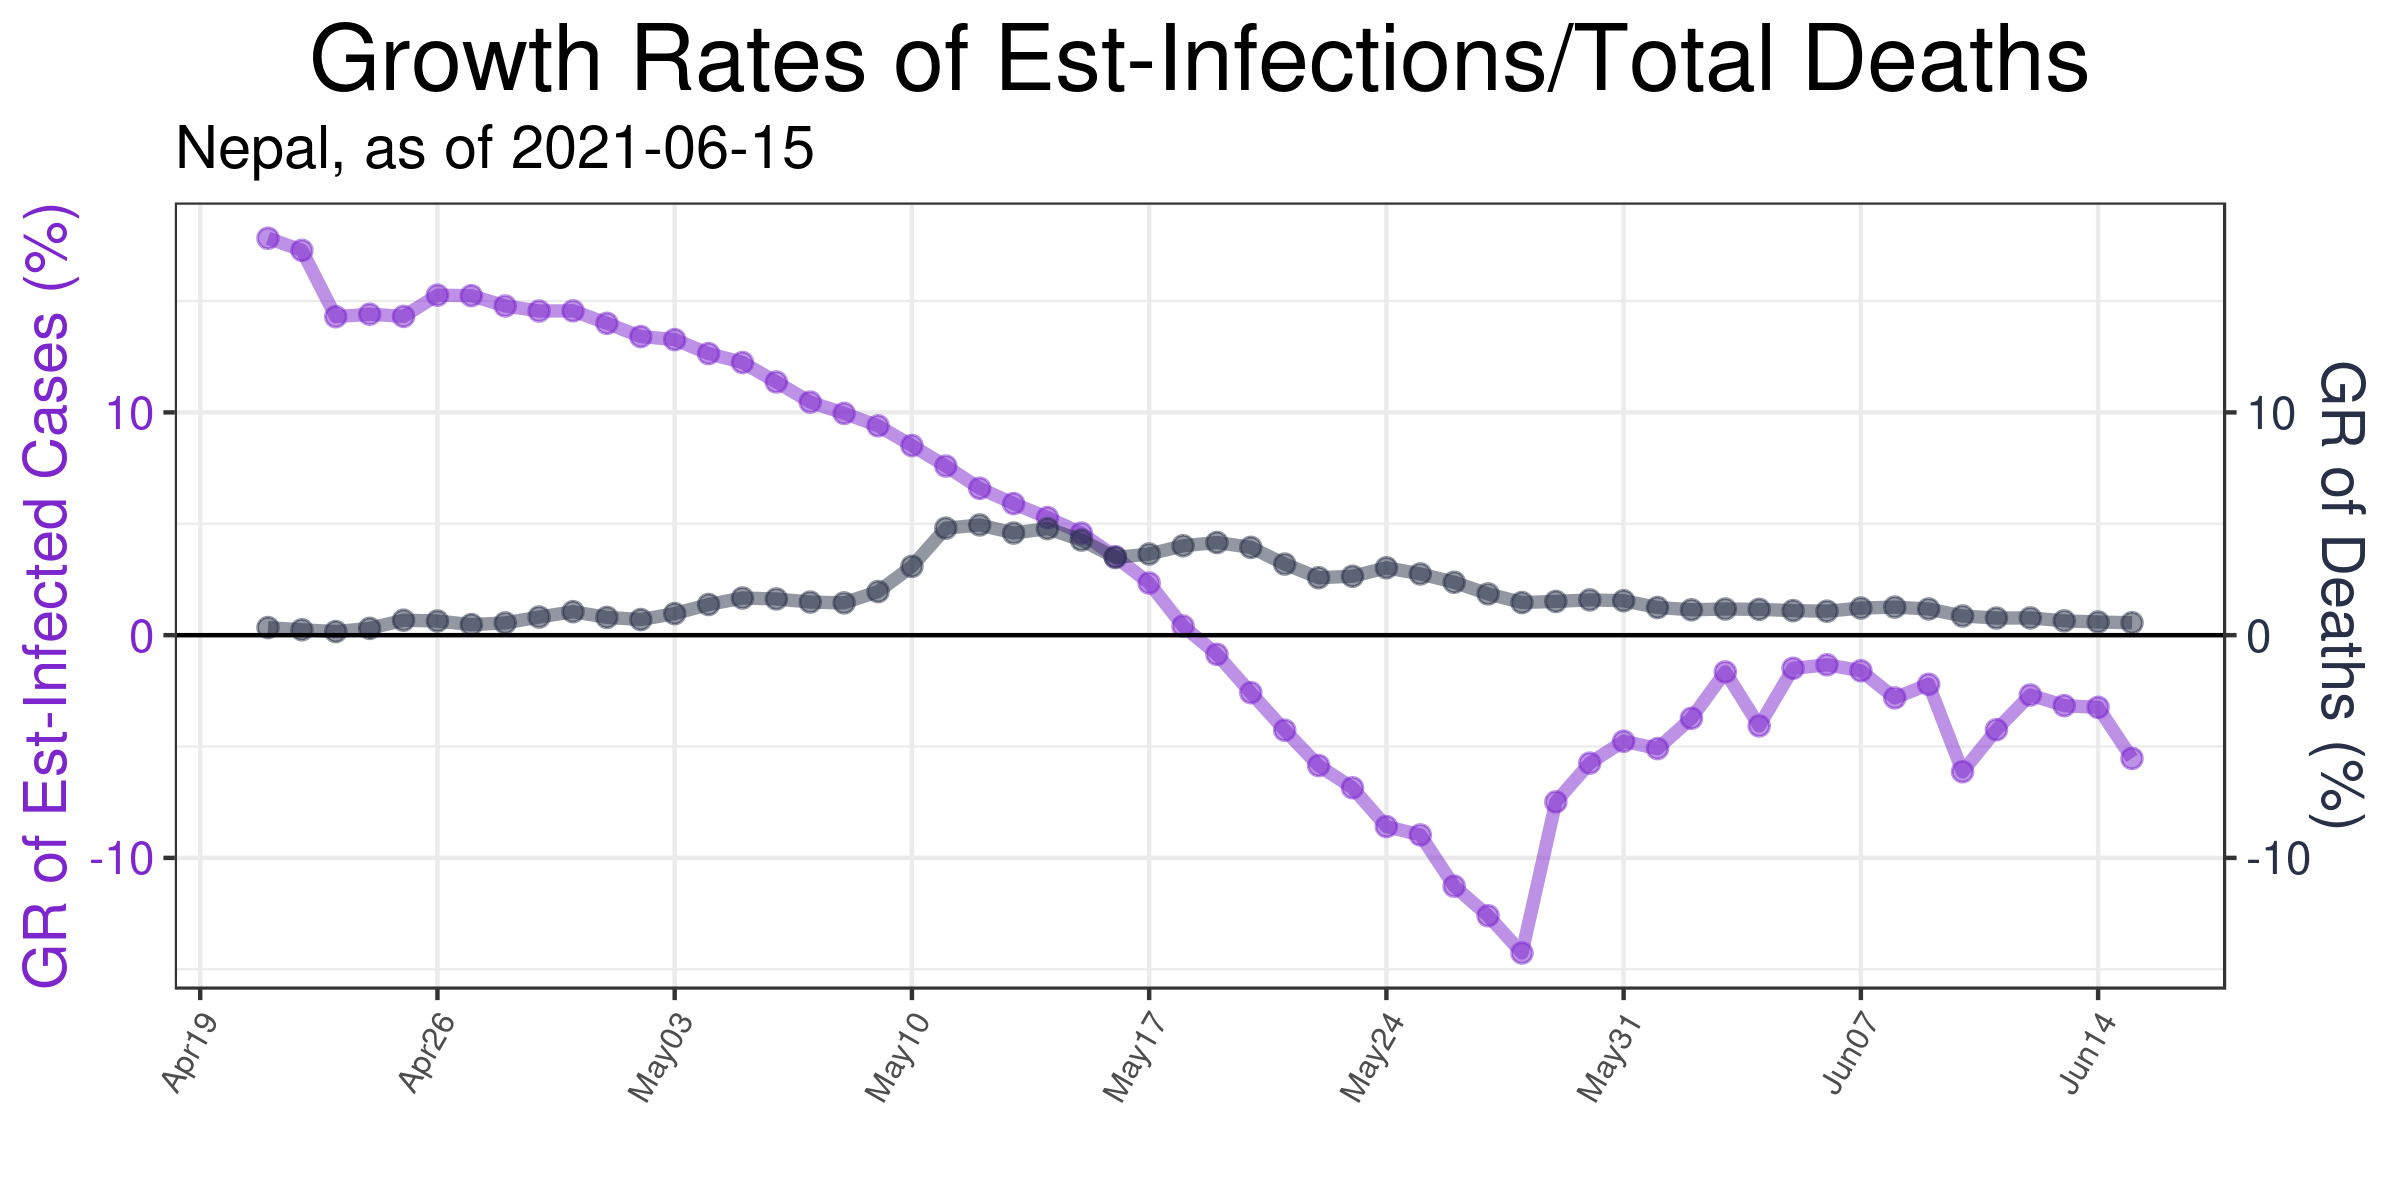 Growth Rates of Est-Infections/Total Deaths
Nepal, as of 2021-06-15
GR of Est-Infected Cases (%)
10
0
-10
10
0
-10
GR of Deaths (%)
Apr19
Apr26
May03
May10
May17
May24
May31
Jun07
Jun14